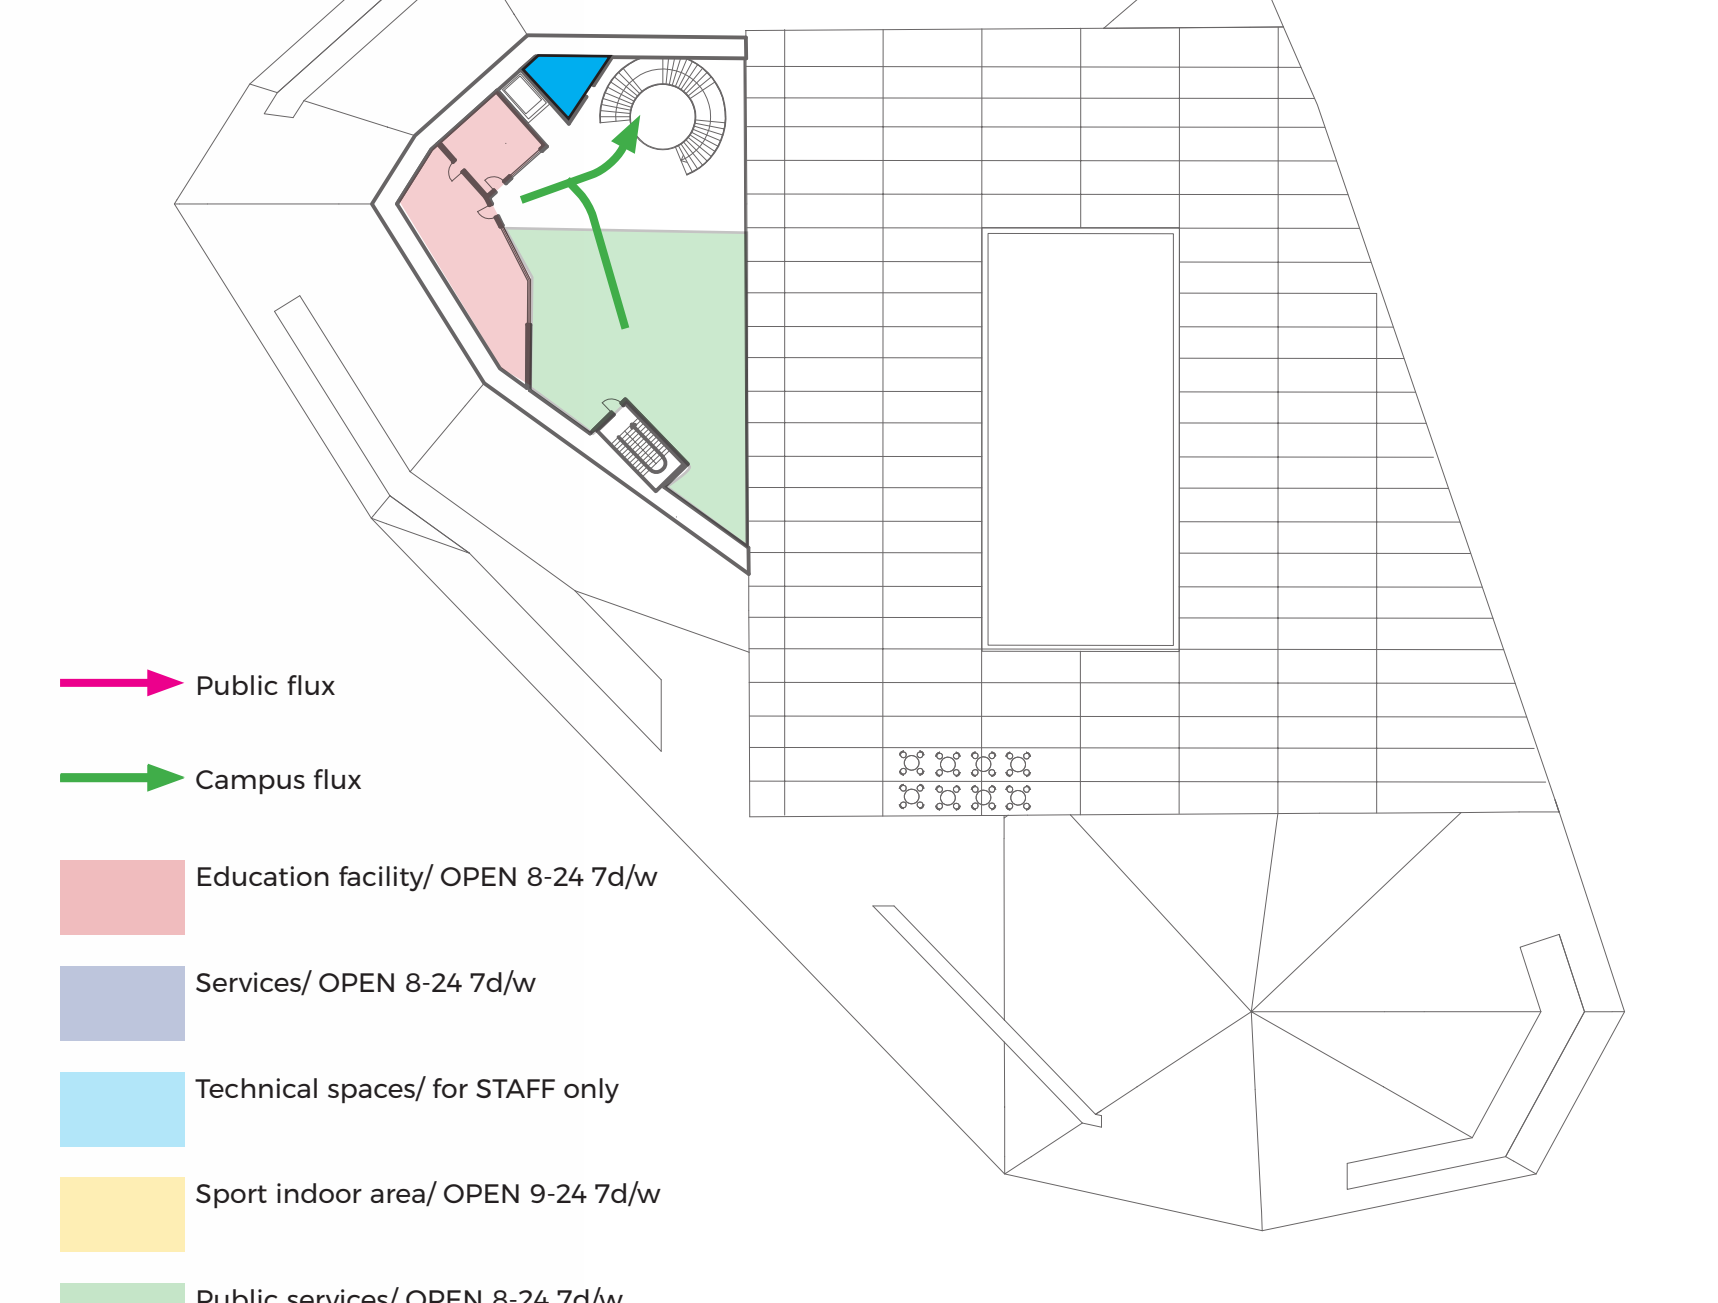 Public flux
Campus flux
Education facility/ OPEN 8-24 7d/w
Services/ OPEN 8-24 7d/w
Technical spaces/ for STAFF only
Sport indoor area/ OPEN 9-24 7d/w
Public services/ OPEN 8-24 7d/w